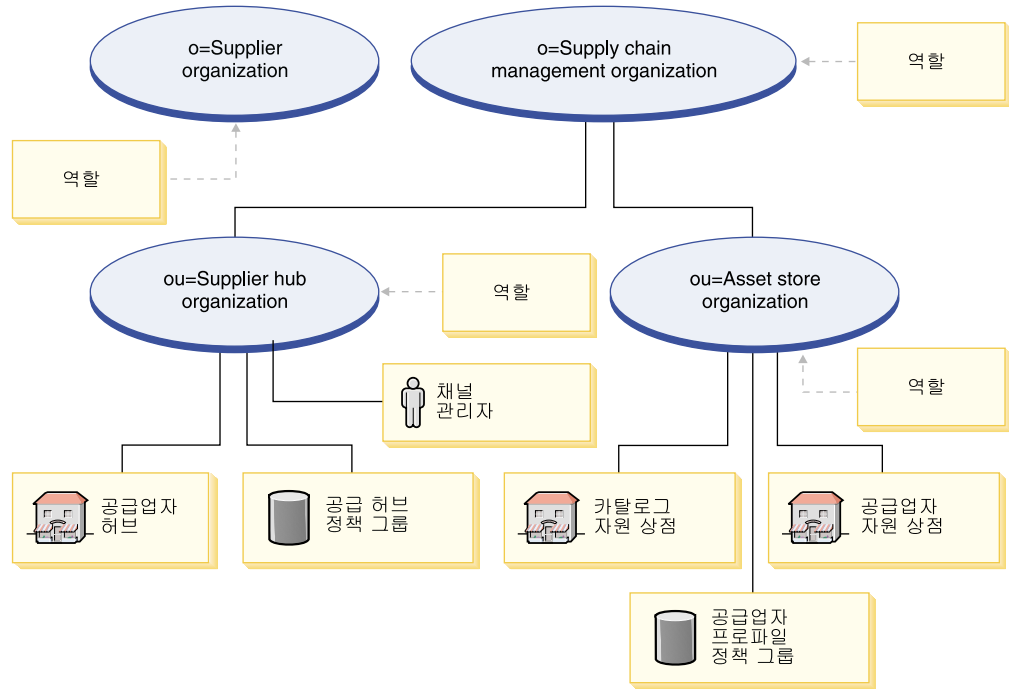 o=Supplier
organization
o=Supply chain
management organization
역할
역할
ou=Supplier hub
organization
역할
ou=Asset store
organization
채널
관리자
역할
공급업자
허브
공급 허브
정책 그룹
카탈로그
자원 상점
공급업자
자원 상점
공급업자
프로파일
정책 그룹